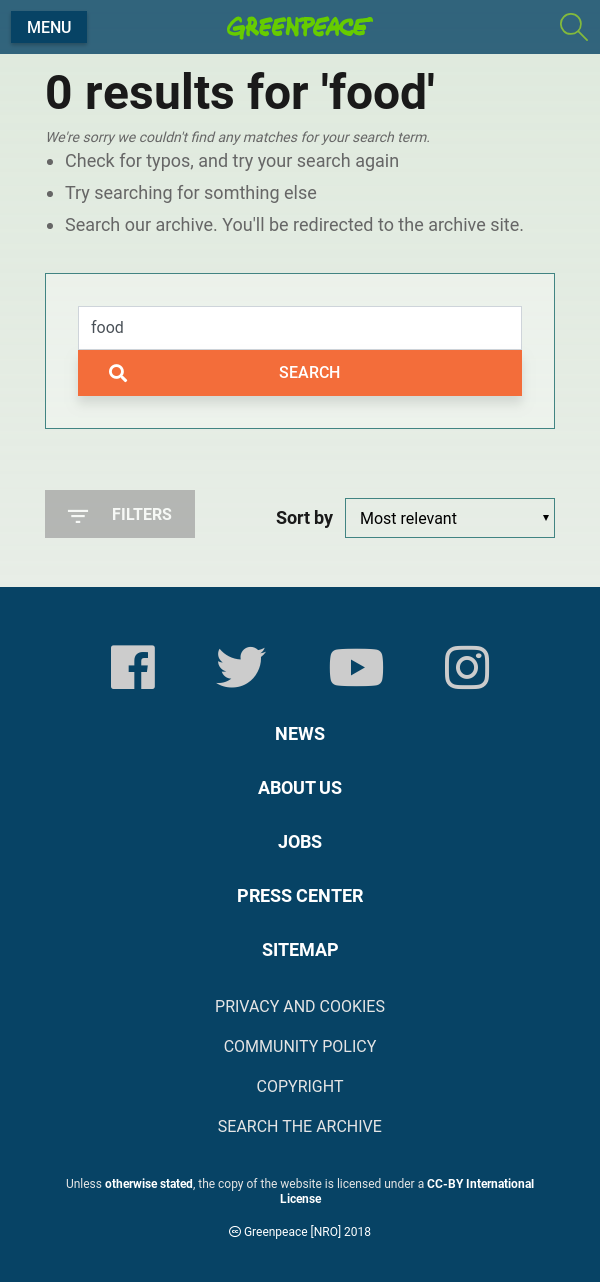 MENU
GREENPEACE
0 results for 'food'
We're sorry we couldn't find any matches for your search term.
Check for typos, and try your search again
Try searching for somthing else
Search our archive. You'll be redirected to the archive site.
food
SEARCH
FILTERS
Sort by
Most relevant
NEWS
ABOUT US
JOBS
PRESS CENTER
SITEMAP
PRIVACY AND COOKIES
COMMUNITY POLICY
COPYRIGHT
SEARCH THE ARCHIVE
Unless otherwise stated, the copy of the website is licensed under a CC-BY International
License
Greenpeace [NRO] 2018